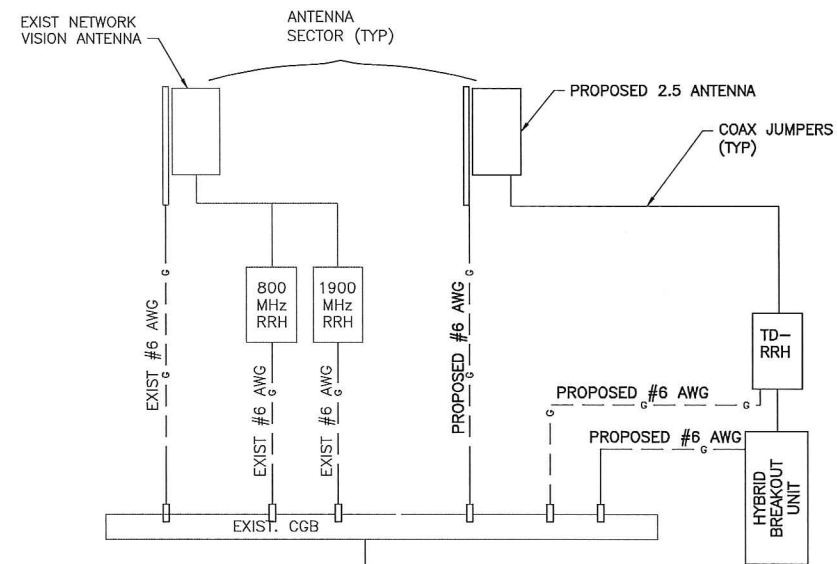 EXIST NETWORK
VISION ANTENNA
ANTENNA
SECTOR (TYP)
PROPOSED 2.5 ANTENNA
COAX JUMPERS
(TYP)
G
G
EXIST #6 AWG
800
MHz
RRH
1900
MHz
RRH
G
EXIST #6 AWG
G
EXIST #6 AWG
G
G
PROPOSED #6 AWG
TD-
RRH
PROPOSED #6 AWG
G
G
G
PROPOSED #6 AWG
G
HYBRID
BREAKOUT
UNIT
EXIST. CGB